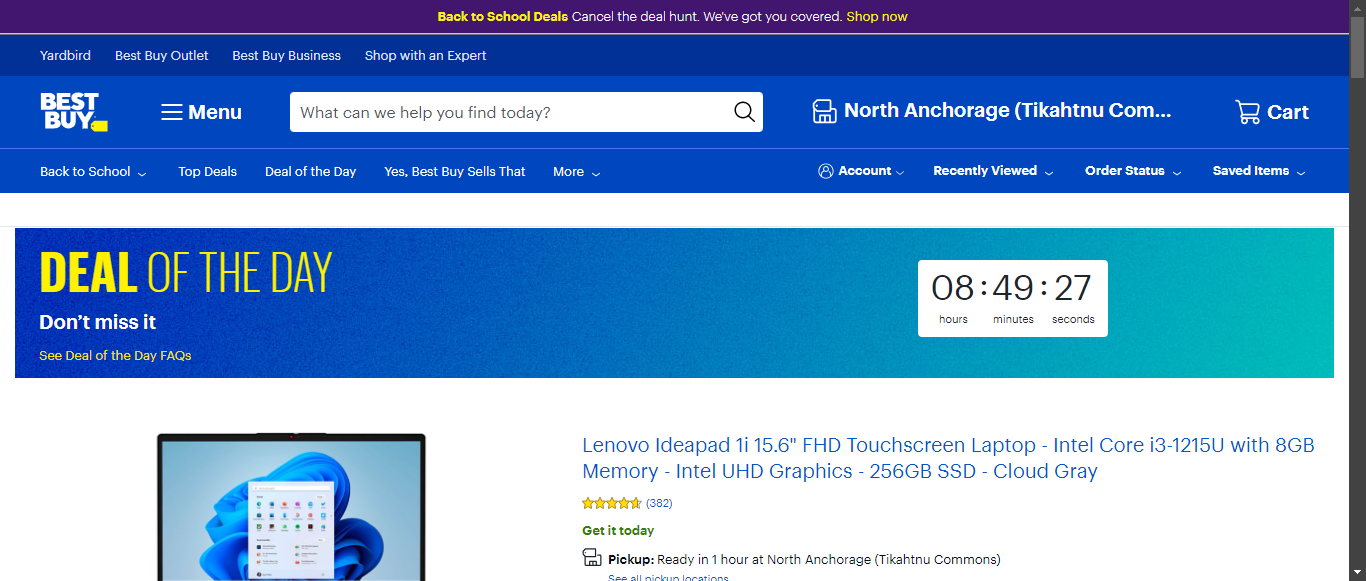 Back to School Deals Cancel the deal hunt. We've got you covered. Shop now
Yardbird Best Buy Outlet Best Buy Business Shop with an Expert
BEST
BUY
Menu
What can we help you find today?
North Anchorage (Tikahtnu Com...
Cart
Back to School Top Deals Deal of the Day Yes, Best Buy Sells That More
Account Recently Viewed Order Status Saved Items
DEAL OF THE DAY
Don't miss it
See Deal of the Day FAQs
08:49:27
hours minutes seconds
Lenovo Ideapad 1i 15.6" FHD Touchscreen Laptop - Intel Core i3-1215U with 8GB
Memory - Intel UHD Graphics - 256GB SSD - Cloud Gray
(382)
Get it today
Pickup: Ready in 1 hour at North Anchorage (Tikahtnu Commons)
See all pickup locations